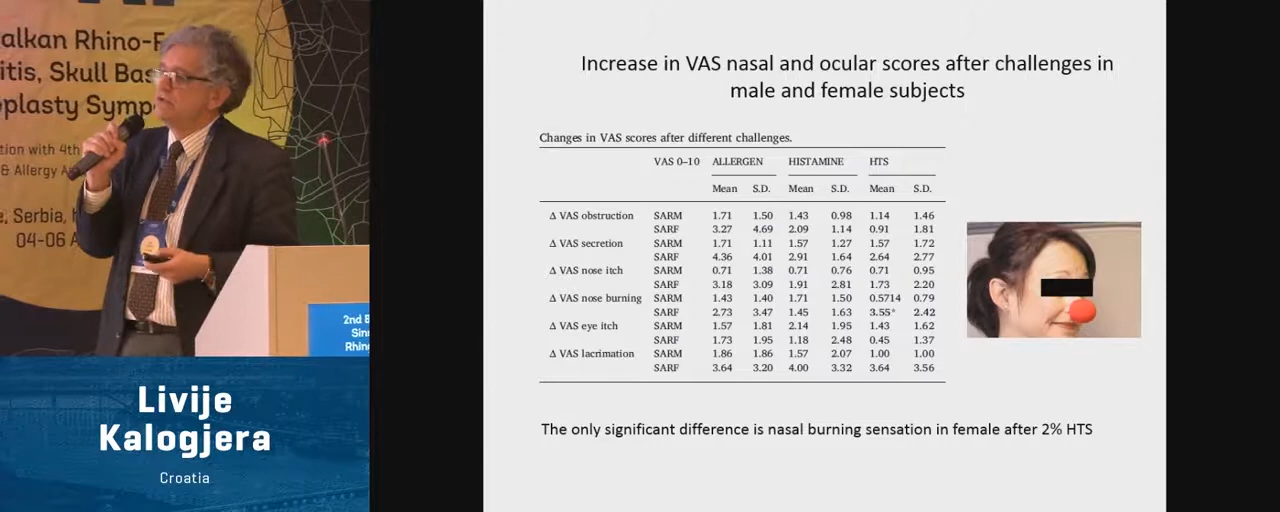 alkan Rhino-F
itis, Skull Bas
plasty Symp
tion with 4th
& Allergy A
e, Serbia, 
04-06 A
2nd B
Sin
Rhin
Livije
Kalogjera
Croatia
Increase in VAS nasal and ocular scores after challenges in
male and female subjects
Changes in VAS scores after different challenges.
VAS 0–10 ALLERGEN HISTAMINE HTS
Mean S.D. Mean S.D. Mean S.D.
Δ VAS obstruction SARM 1.71 1.50 1.43 0.98 1.14 1.46
SARF 3.27 4.69 2.09 1.14 0.91 1.81
Δ VAS secretion SARM 1.71 1.11 1.57 1.27 1.57 1.72
SARF 4.36 4.01 2.91 1.64 2.64 2.77
Δ VAS nose itch SARM 0.71 1.38 0.71 0.76 0.71 0.95
SARF 3.18 3.09 1.91 2.81 1.73 2.20
Δ VAS nose burning SARM 1.43 1.40 1.71 1.50 0.5714 0.79
SARF 2.73 3.47 1.45 1.63 3.55* 2.42
Δ VAS eye itch SARM 1.57 1.81 2.14 1.95 1.43 1.62
SARF 1.73 1.95 1.18 2.48 0.45 1.37
Δ VAS lacrimation SARM 1.86 1.86 1.57 2.07 1.00 1.00
SARF 3.64 3.20 4.00 3.32 3.64 3.56
The only significant difference is nasal burning sensation in female after 2% HTS